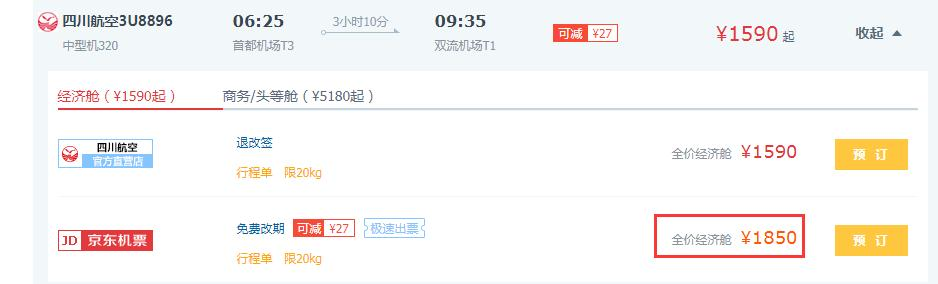 四川航空3U8896 06:25 3小时10分 09:35 可减 ¥27 ¥1590 起 收起
中型机320 首都机场T3 双流机场T1
经济舱（¥1590起） 商务/头等舱（¥5180起）
四川航空
官方直营店
退改签
行程单 限20kg
全价经济舱 ¥1590 预 订
JD 京东机票
免费改期 可减 ¥27 极速出票
行程单 限20kg
全价经济舱 ¥1850 预 订